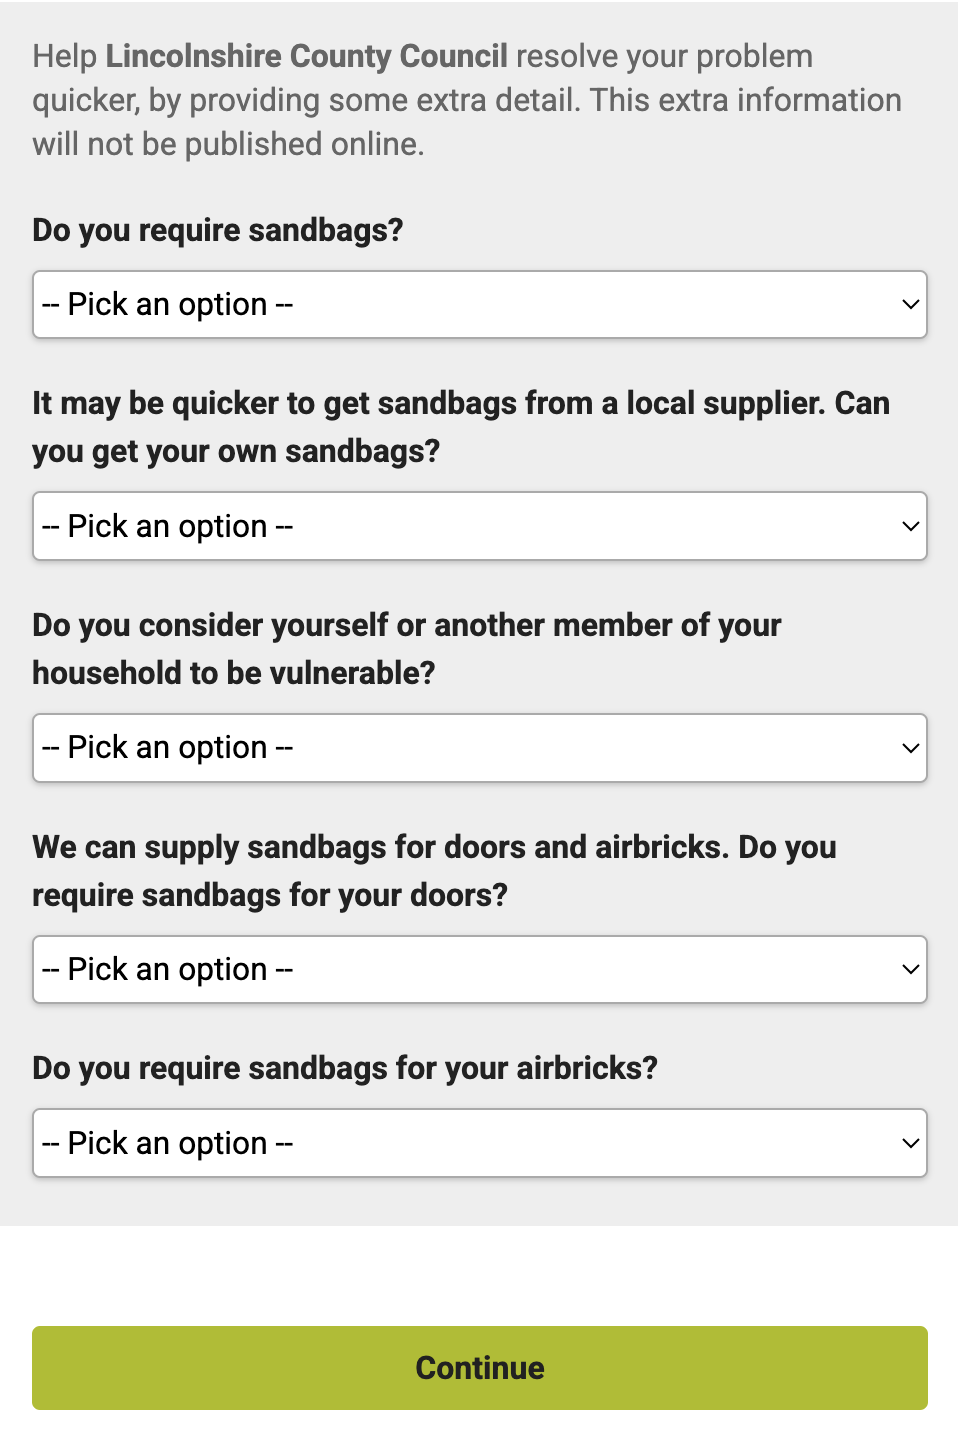 Help Lincolnshire County Council resolve your problem
quicker, by providing some extra detail. This extra information
will not be published online.
Do you require sandbags?
-- Pick an option --
It may be quicker to get sandbags from a local supplier. Can
you get your own sandbags?
-- Pick an option --
Do you consider yourself or another member of your
household to be vulnerable?
-- Pick an option --
We can supply sandbags for doors and airbricks. Do you
require sandbags for your doors?
-- Pick an option --
Do you require sandbags for your airbricks?
-- Pick an option --
Continue